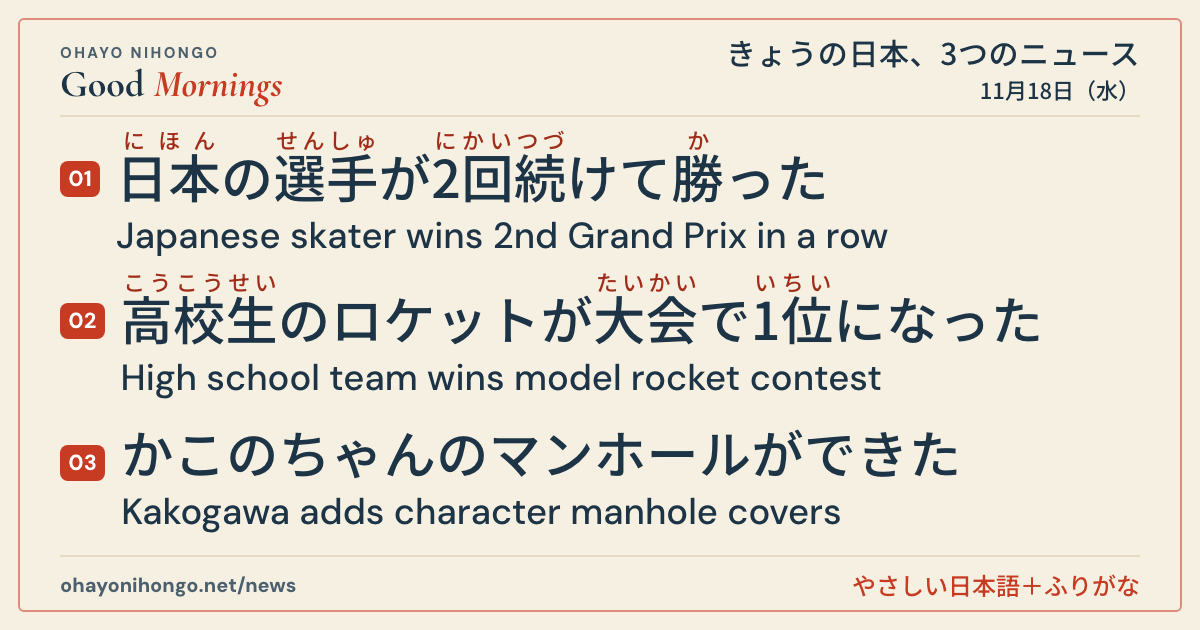 OHAYO NIHONGO
Good Mornings
きょうの日本、3つのニュース
11月18日（水）
にほん せんしゅ にかいつづ か
01 日本の選手が2回続けて勝った
Japanese skater wins 2nd Grand Prix in a row
こうこうせい たいかい いちい
02 高校生のロケットが大会で1位になった
High school team wins model rocket contest
03 かこのちゃんのマンホールができた
Kakogawa adds character manhole covers
ohayonihongo.net/news
やさしい日本語＋ふりがな